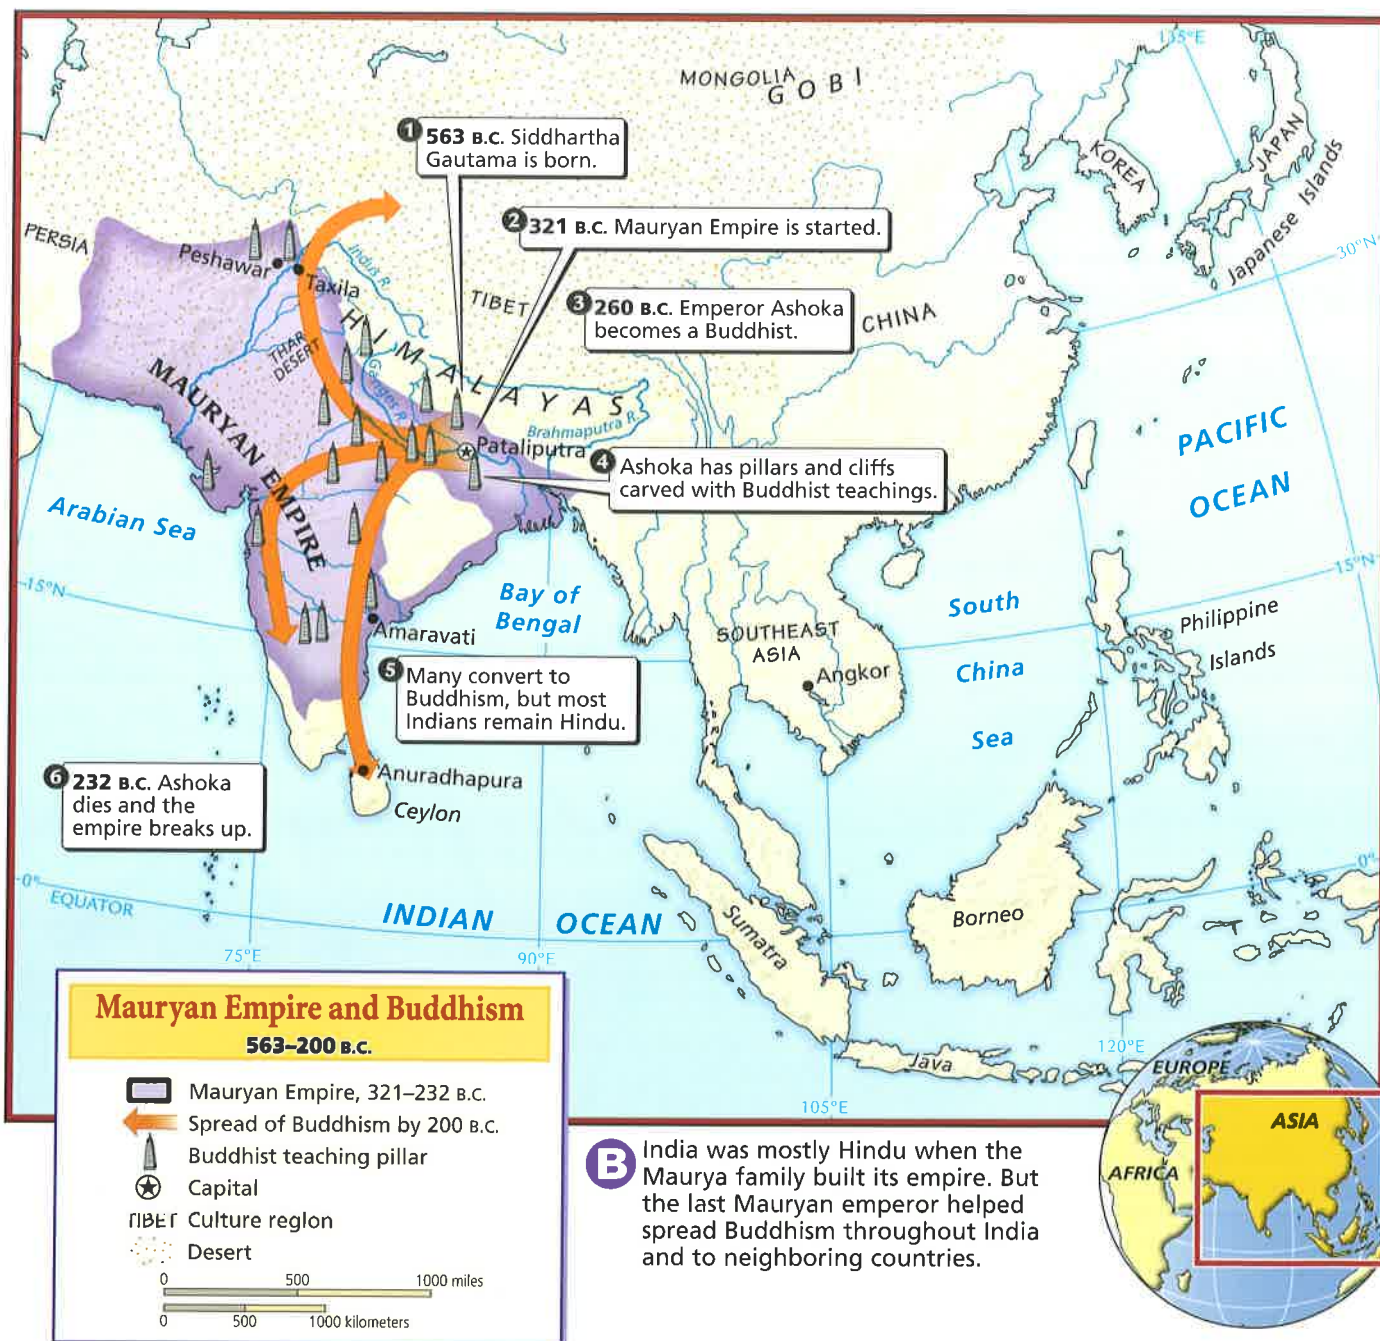 135°E
MONGOLIA
GOBI
KOREA
JAPAN
Japanese Islands
30°N
1 563 B.C. Siddhartha
Gautama is born.
2 321 B.C. Mauryan Empire is started.
3 260 B.C. Emperor Ashoka
becomes a Buddhist.
PERSIA
Peshawar
Taxila
Indus R.
TIBET
CHINA
THAR
DESERT
HIMALAYAS
Ganges R.
Brahmaputra R.
MAURYAN EMPIRE
Pataliputra
4 Ashoka has pillars and cliffs
carved with Buddhist teachings.
PACIFIC
OCEAN
Arabian Sea
15°N
15°N
Bay of
Bengal
Amaravati
SOUTHEAST
ASIA
Angkor
South
China
Sea
Philippine
Islands
5 Many convert to
Buddhism, but most
Indians remain Hindu.
6 232 B.C. Ashoka
dies and the
empire breaks up.
Anuradhapura
Ceylon
0°
EQUATOR
0°
INDIAN OCEAN
Sumatra
Borneo
Java
75°E
90°E
105°E
120°E
Mauryan Empire and Buddhism
563–200 B.C.
Mauryan Empire, 321–232 B.C.
Spread of Buddhism by 200 B.C.
Buddhist teaching pillar
Capital
TIBET Culture region
Desert
0 500 1000 miles
0 500 1000 kilometers
B India was mostly Hindu when the
Maurya family built its empire. But
the last Mauryan emperor helped
spread Buddhism throughout India
and to neighboring countries.
EUROPE
ASIA
AFRICA